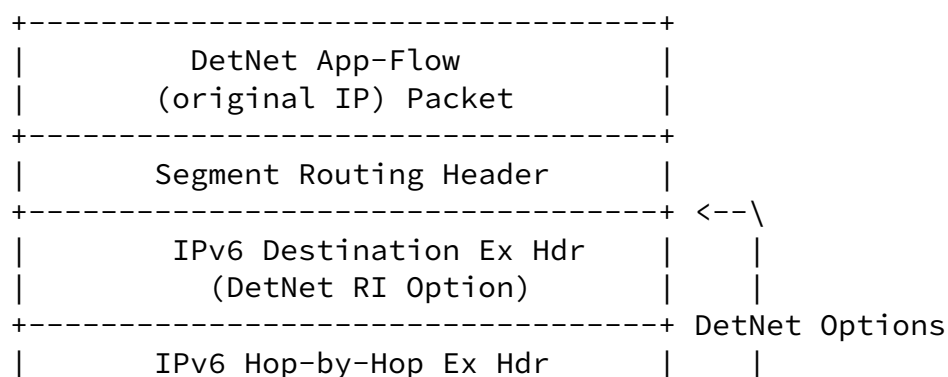 +-----------------------------------+
|         DetNet App-Flow           |
|       (original IP) Packet        |
+-----------------------------------+
|       Segment Routing Header      |
+-----------------------------------+ <--\
|        IPv6 Destination Ex Hdr    |    |
|          (DetNet RI Option)       |    |
+-----------------------------------+ DetNet Options
|       IPv6 Hop-by-Hop Ex Hdr      |    |